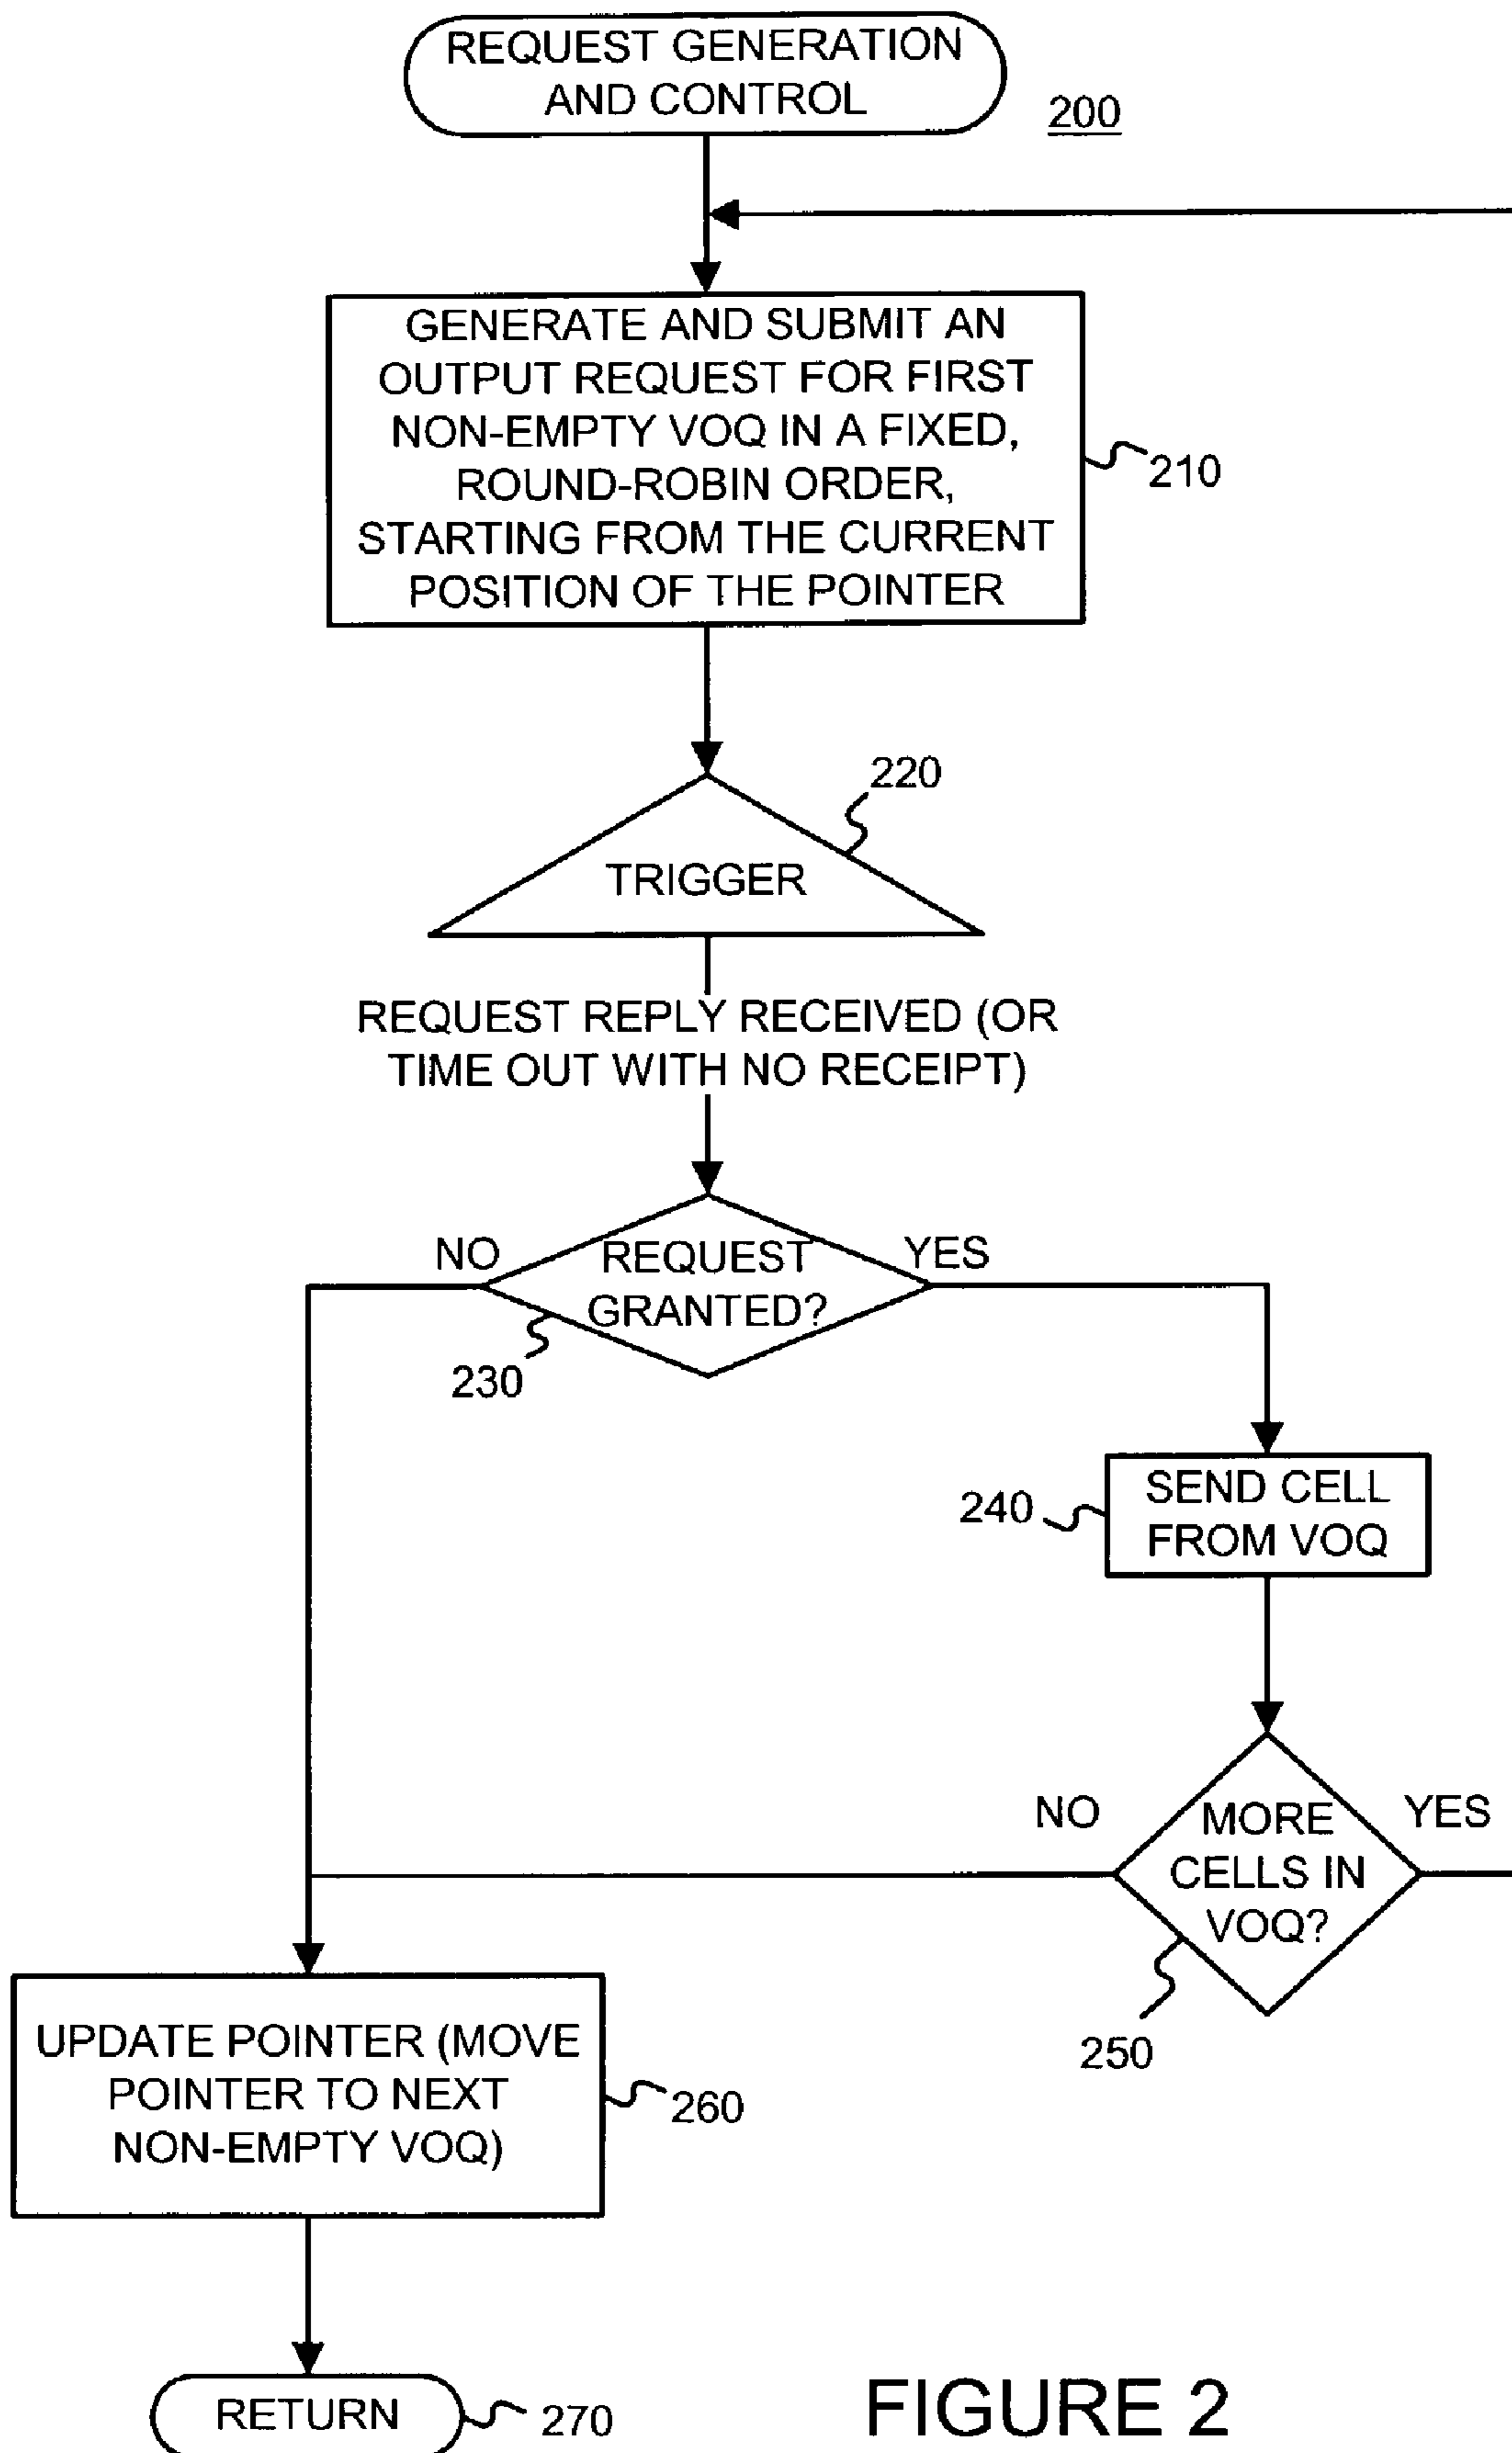 REQUEST GENERATION
AND CONTROL
200
GENERATE AND SUBMIT AN
OUTPUT REQUEST FOR FIRST
NON-EMPTY VOQ IN A FIXED,
ROUND-ROBIN ORDER,
STARTING FROM THE CURRENT
POSITION OF THE POINTER
210
220
TRIGGER
REQUEST REPLY RECEIVED (OR
TIME OUT WITH NO RECEIPT)
NO
YES
REQUEST
GRANTED?
230
240
SEND CELL
FROM VOQ
NO
YES
MORE
CELLS IN
VOQ?
250
UPDATE POINTER (MOVE
POINTER TO NEXT
NON-EMPTY VOQ)
260
RETURN
270
FIGURE 2